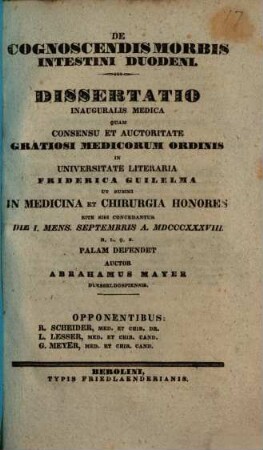 17
DE
COGNOSCENDIS MORBIS
INTESTINI DUODENI.
DISSERTATIO
INAUGURALIS MEDICA
QUAM
CONSENSU ET AUCTORITATE
GRATIOSI MEDICORUM ORDINIS
IN
UNIVERSITATE LITERARIA
FRIDERICA GUILELMA
UT SUMMI
IN MEDICINA ET CHIRURGIA HONORES
RITE SIBI CONCEDANTUR
DIE I. MENS. SEPTEMBRIS A. MDCCCCXXXVIII.
H. L. Q. S.
PALAM DEFENDET
AUCTOR
ABRAHAMUS MAYER
DUESSELDORPIENSIS.
OPPONENTIBUS:
R. SCHEIDER, MED. ET CHIR. DR.
L. LESSER, MED. ET CHIR. CAND.
G. MEYER, MED. ET CHIR. CAND.
BEROLINI,
TYPIS FRIEDLAENDERIANIS.